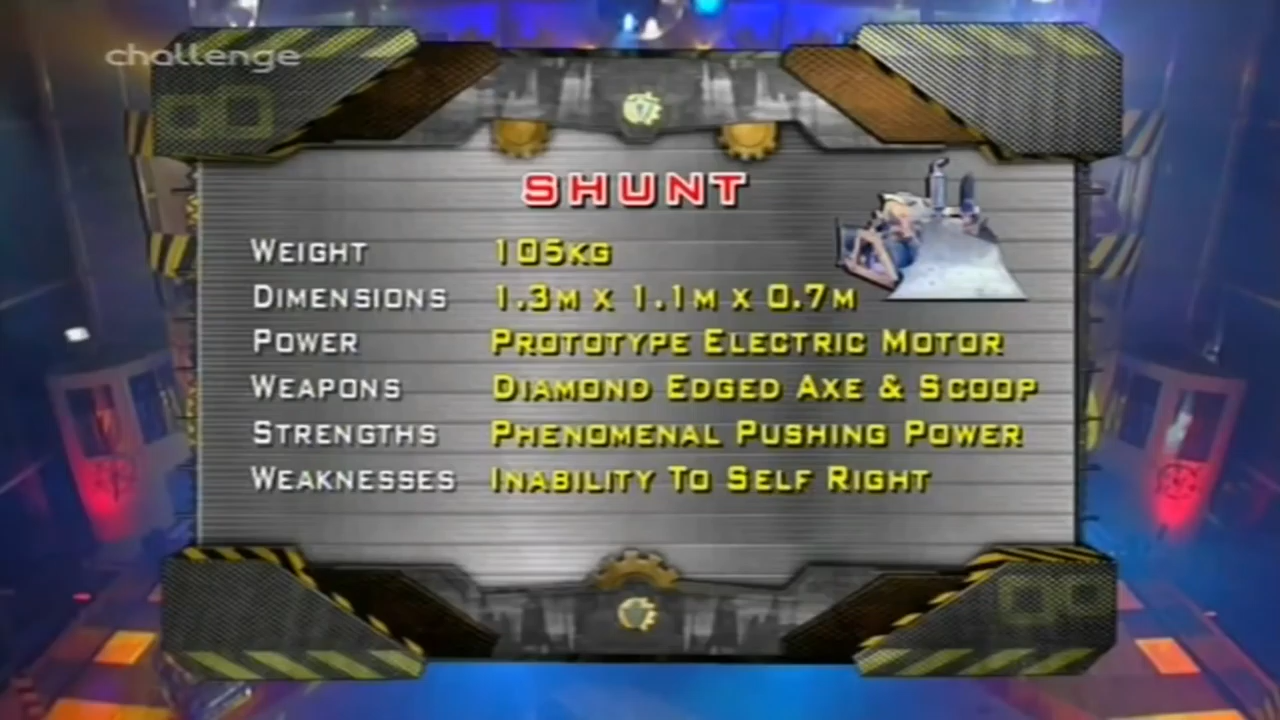 challenge
SHUNT
WEIGHT 105KG
DIMENSIONS 1.3M X 1.1M X 0.7M
POWER PROTOTYPE ELECTRIC MOTOR
WEAPONS DIAMOND EDGED AXE & SCOOP
STRENGTHS PHENOMENAL PUSHING POWER
WEAKNESSES INABILITY TO SELF RIGHT